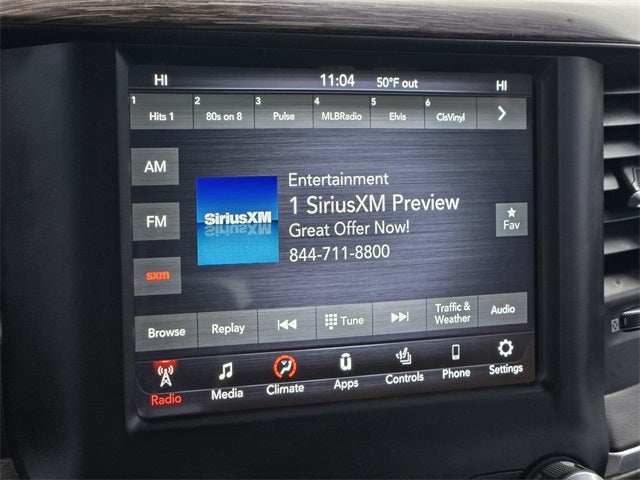 HI 11:04 50°F out HI
1 2 3 4 5 6
Hits 1 80s on 8 Pulse MLBRadio Elvis ClsVinyl
AM
FM
sxm
SiriusXM
Entertainment
1 SiriusXM Preview
Great Offer Now!
844-711-8800
Fav
Browse Replay Tune Traffic & Weather Audio
Radio Media Climate Apps Controls Phone Settings